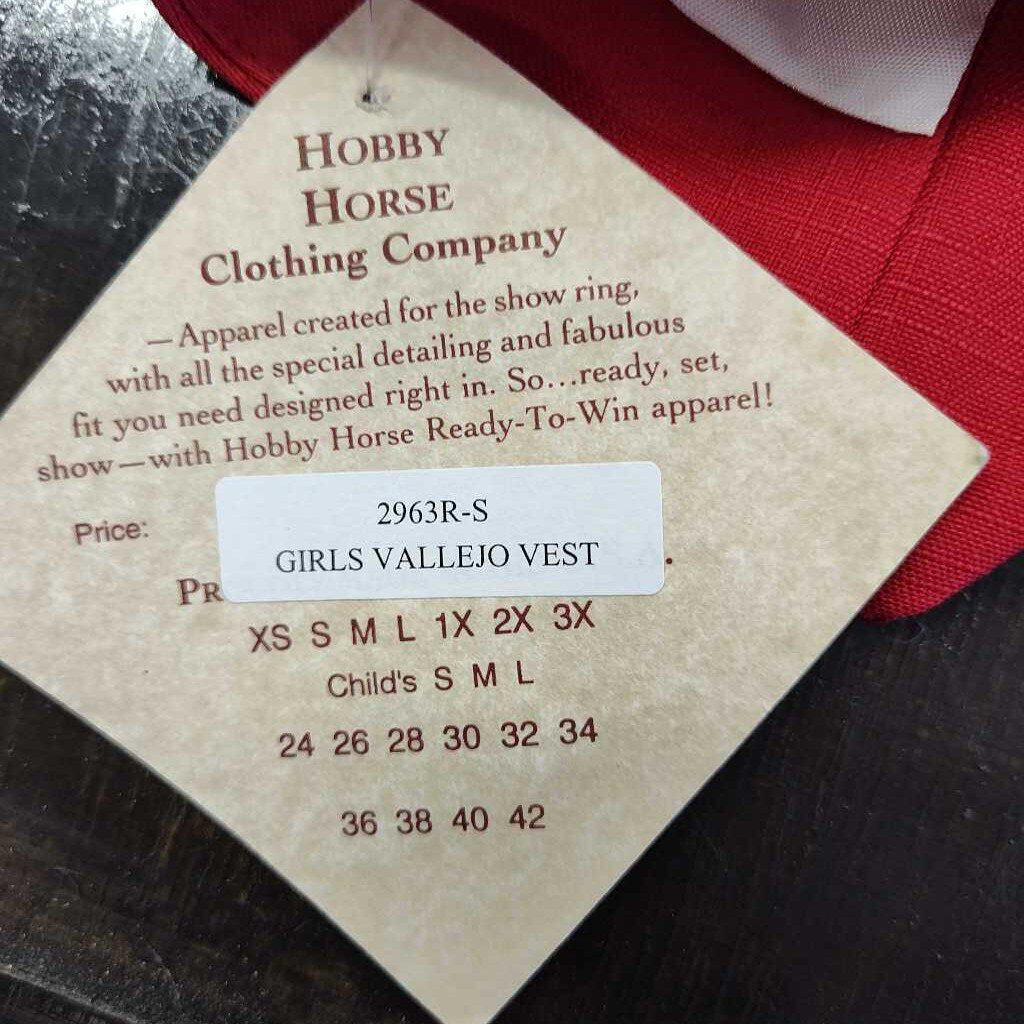 HOBBY
HORSE
Clothing Company
—Apparel created for the show ring,
with all the special detailing and fabulous
fit you need designed right in. So...ready, set,
show—with Hobby Horse Ready-To-Win apparel!
Price:
2963R-S
GIRLS VALLEJO VEST
XS S M L 1X 2X 3X
Child's S M L
24 26 28 30 32 34
36 38 40 42